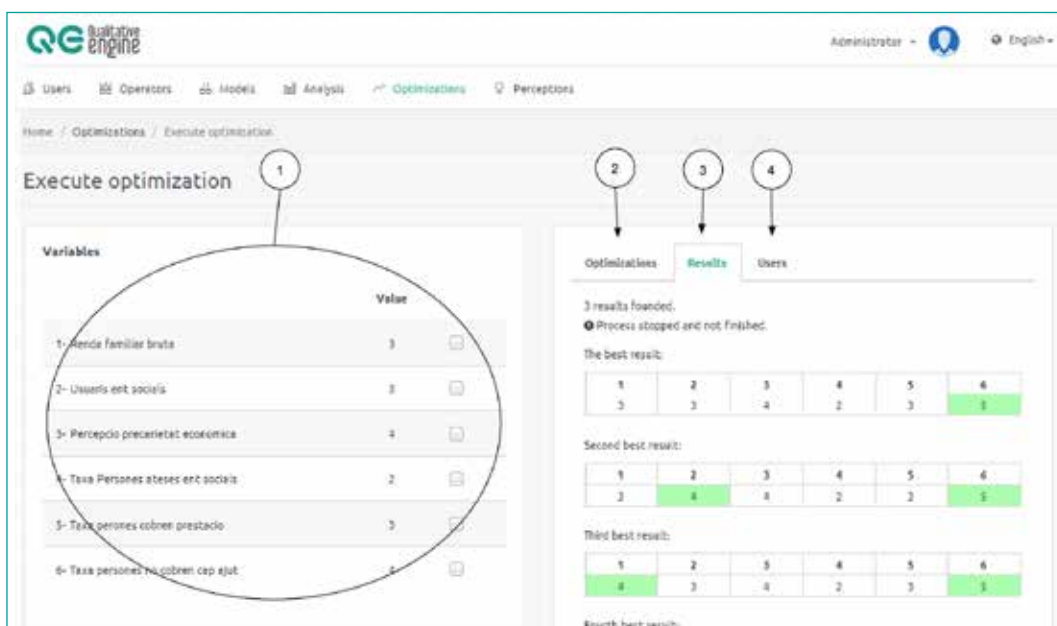 QE Qualitative engine
Administrator
English
Users Operators Models Analysis Optimizations Perceptions
Home / Optimizations / Execute optimization
Execute optimization
1
2
3
4
Variables
Value
1- Renda familiar bruta 3
2- Usuaris ent socials 3
3- Percepcio precarietat economica 4
4- Taxa Persones ateses ent socials 2
5- Taxa perones cobren prestacio 3
6- Taxa persones no cobren cap ajut 4
Optimizations Results Users
3 results founded.
Process stopped and not finished.
The best result:
1 2 3 4 5 6
3 3 4 2 3 5
Second best result:
1 2 3 4 5 6
3 4 4 2 3 5
Third best result:
1 2 3 4 5 6
4 3 4 2 3 5
Fourth best result: